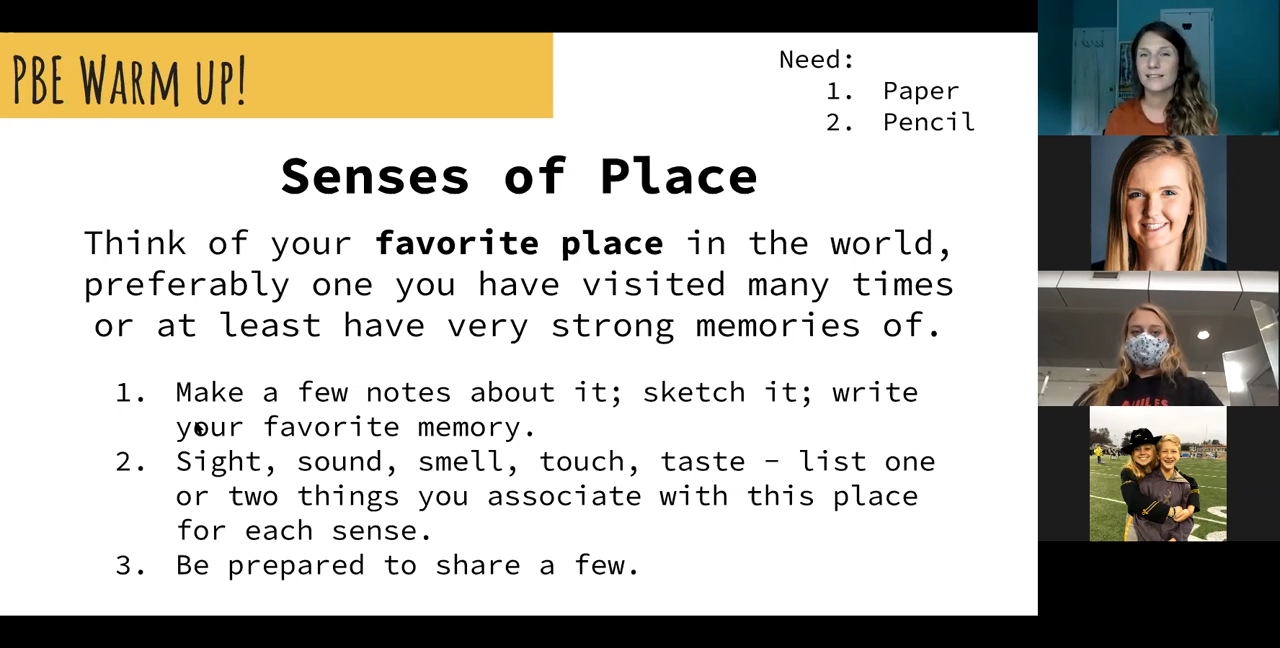 PBE WARM UP!
Need:
1. Paper
2. Pencil
Senses of Place
Think of your favorite place in the world,
preferably one you have visited many times
or at least have very strong memories of.
1. Make a few notes about it; sketch it; write
your favorite memory.
2. Sight, sound, smell, touch, taste - list one
or two things you associate with this place
for each sense.
3. Be prepared to share a few.